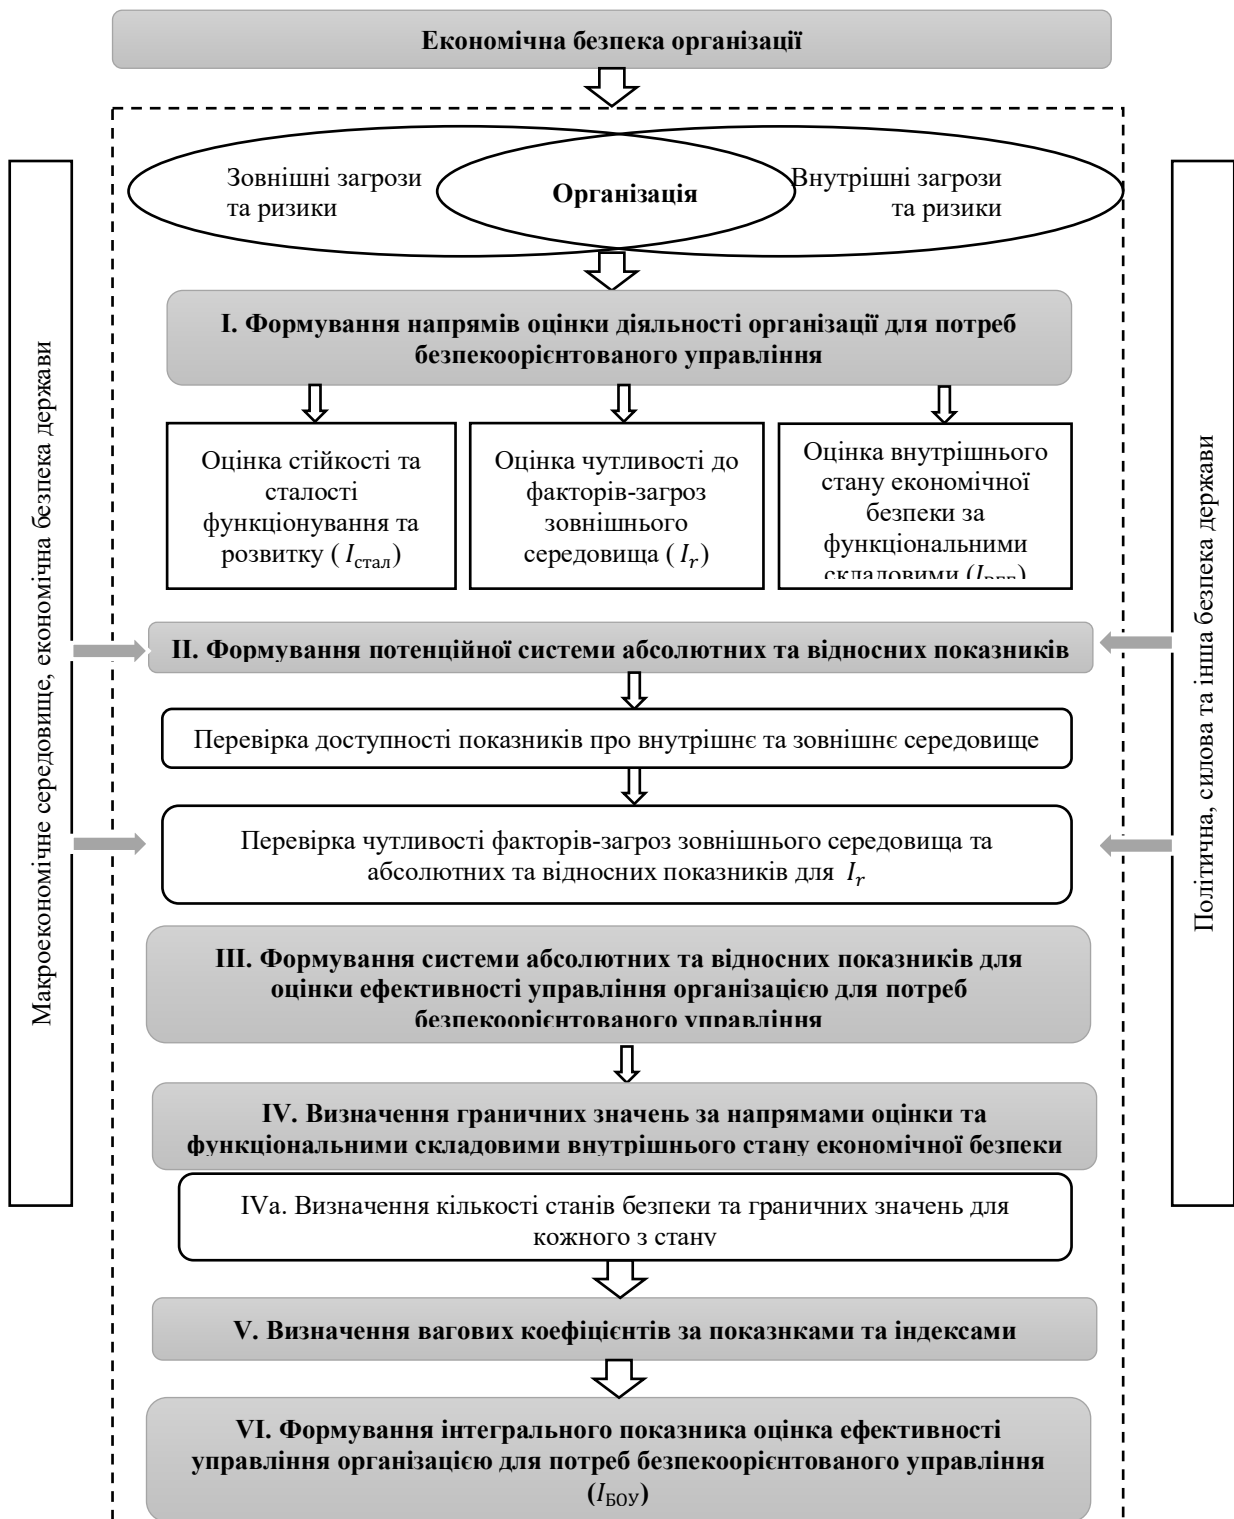 Економічна безпека організації
Зовнішні загрози
та ризики
Організація
Внутрішні загрози
та ризики
I. Формування напрямів оцінки діяльності організації для потреб
безпекоорієнтованого управління
Оцінка стійкості та
сталості
функціонування та
розвитку ( Iстал)
Оцінка чутливості до
факторів-загроз
зовнішнього
середовища ( Ir)
Оцінка внутрішнього
стану економічної
безпеки за
функціональними
складовими
II. Формування потенційної системи абсолютних та відносних показників
Перевірка доступності показників про внутрішнє та зовнішнє середовище
Перевірка чутливості факторів-загроз зовнішнього середовища та
абсолютних та відносних показників для Ir
III. Формування системи абсолютних та відносних показників для
оцінки ефективності управління організацією для потреб
безпекоорієнтованого управління
IV. Визначення граничних значень за напрямами оцінки та
функціональними складовими внутрішнього стану економічної безпеки
IVa. Визначення кількості станів безпеки та граничних значень для
кожного з стану
V. Визначення вагових коефіцієнтів за показнками та індексами
VI. Формування інтегрального показника оцінка ефективності
управління організацією для потреб безпекоорієнтованого управління
(IБОУ)
Макроекономічне середовище, економічна безпека держави
Політична, силова та інша безпека держави